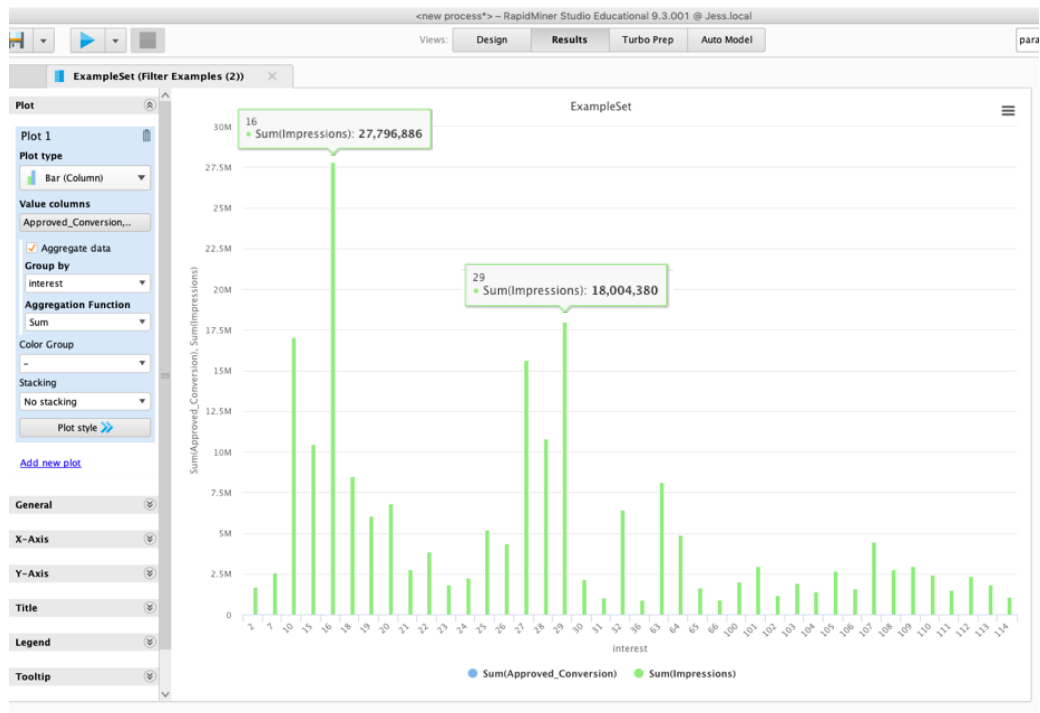 <new process*> – RapidMiner Studio Educational 9.3.001 @ Jess.local
Views: Design Results Turbo Prep Auto Model
para
ExampleSet (Filter Examples (2))
Plot
Plot 1
Plot type
Bar (Column)
Value columns
Approved_Conversion,..
Aggregate data
Group by
interest
Aggregation Function
Sum
Color Group
–
Stacking
No stacking
Plot style
Add new plot
General
X-Axis
Y-Axis
Title
Legend
Tooltip
ExampleSet
16
Sum(Impressions): 27,796,886
29
Sum(Impressions): 18,004,380
Sum(Approved_Conversion), Sum(Impressions)
30M
27.5M
25M
22.5M
20M
17.5M
15M
12.5M
10M
7.5M
5M
2.5M
0
2 7 10 15 16 18 19 20 21 22 23 24 25 26 27 28 29 30 31 32 36 63 64 65 66 100 101 102 103 104 105 106 107 108 109 110 111 112 113 114
interest
Sum(Approved_Conversion) Sum(Impressions)